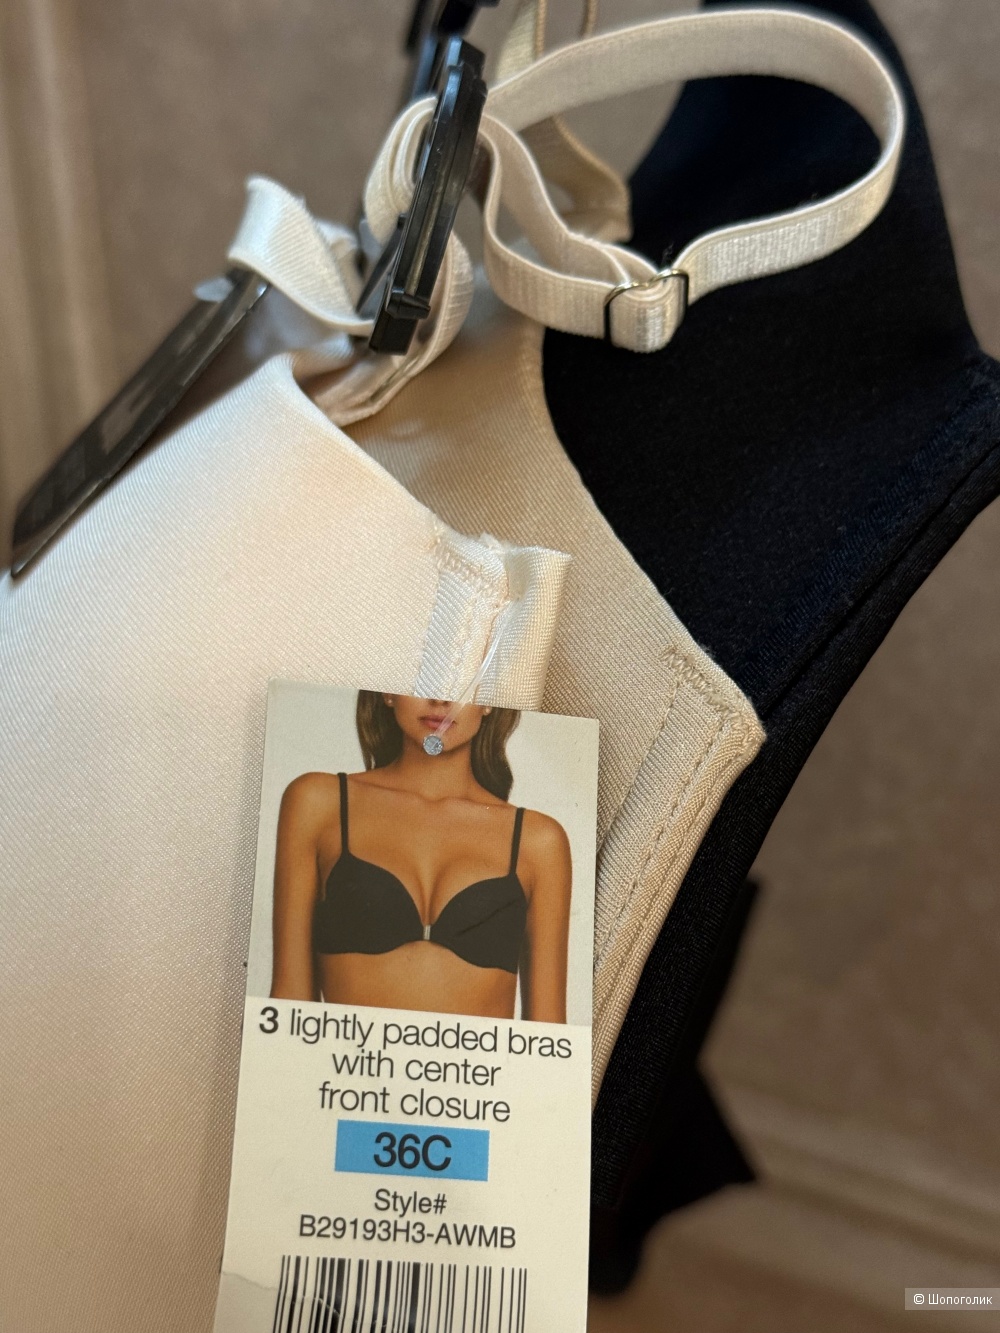 3 lightly padded bras
with center
front closure
36C
Style#
B29193H3-AWMB
© Шопоголик